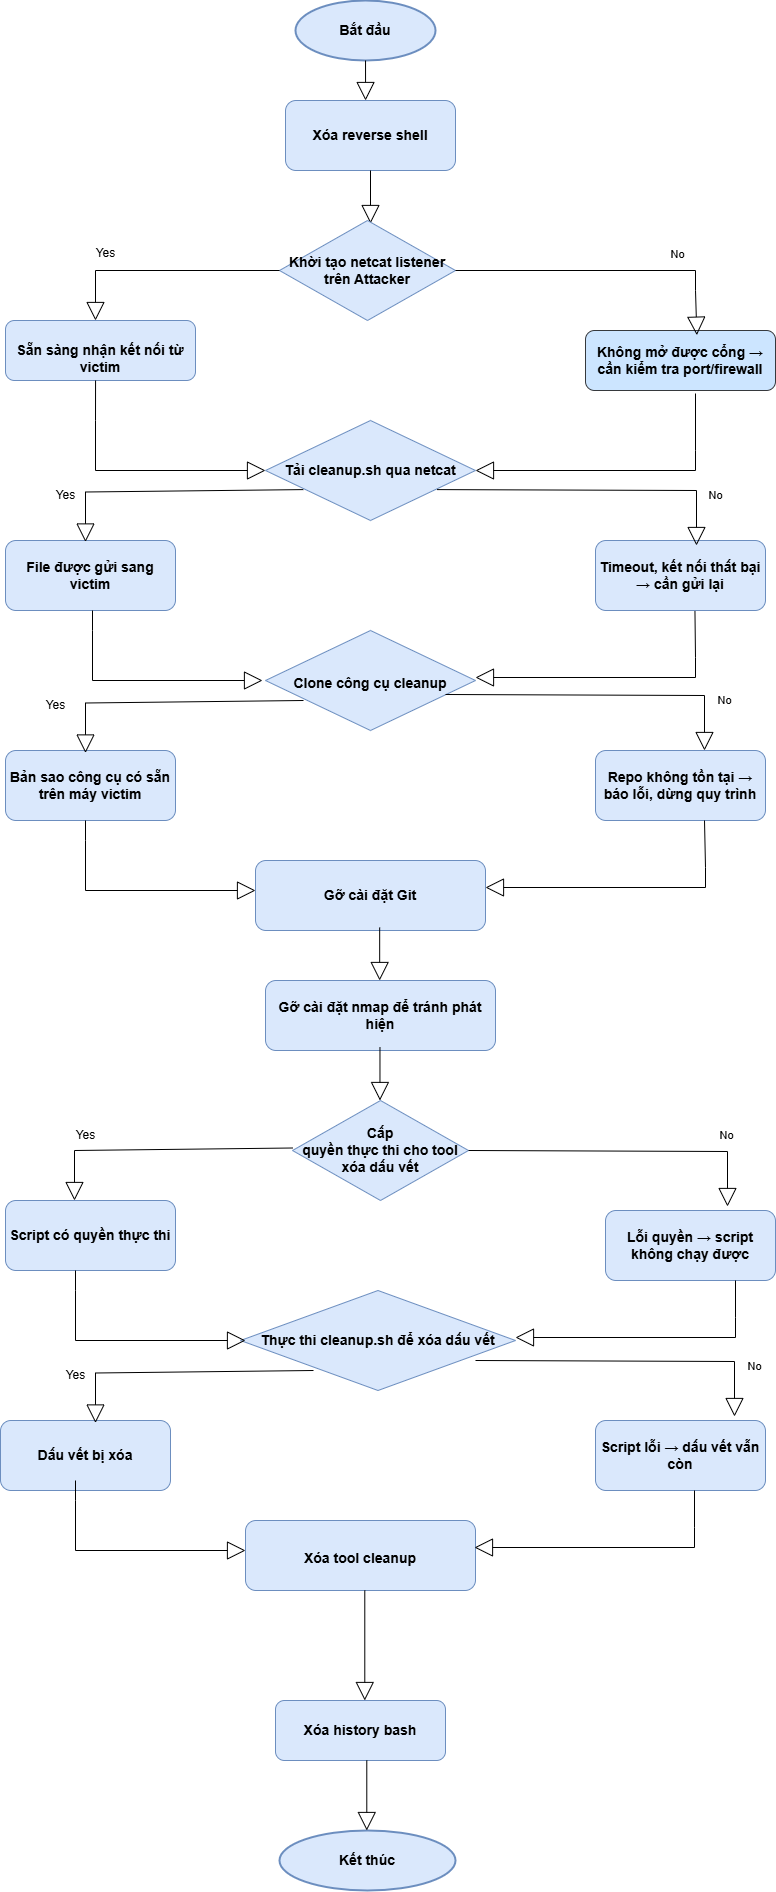 Bắt đầu
Xóa reverse shell
Khời tạo netcat listener
trên Attacker
Yes
No
Sẵn sàng nhận kết nối từ
victim
Không mở được cổng →
cần kiểm tra port/firewall
Tải cleanup.sh qua netcat
Yes
No
File được gửi sang
victim
Timeout, kết nối thất bại
→ cần gửi lại
Clone công cụ cleanup
Yes
No
Bản sao công cụ có sẵn
trên máy victim
Repo không tồn tại →
báo lỗi, dừng quy trình
Gỡ cài đặt Git
Gỡ cài đặt nmap để tránh phát
hiện
Cấp
quyền thực thi cho tool
xóa dấu vết
Yes
No
Script có quyền thực thi
Lỗi quyền → script
không chạy được
Thực thi cleanup.sh để xóa dấu vết
Yes
No
Dấu vết bị xóa
Script lỗi → dấu vết vẫn
còn
Xóa tool cleanup
Xóa history bash
Kết thúc